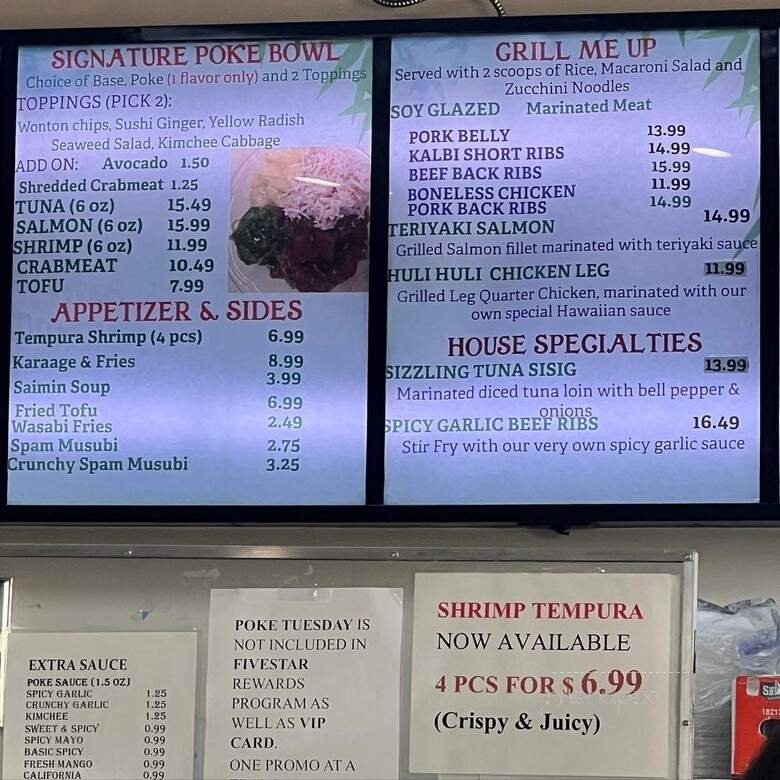 SIGNATURE POKE BOWL
Choice of Base, Poke (1 flavor only) and 2 Toppings
TOPPINGS (PICK 2):
Wonton chips, Sushi Ginger, Yellow Radish
Seaweed Salad, Kimchee Cabbage
ADD ON: Avocado 1.50
Shredded Crabmeat 1.25
TUNA (6 oz) 15.49
SALMON (6 oz) 15.99
SHRIMP (6 oz) 11.99
CRABMEAT 10.49
TOFU 7.99
APPETIZER & SIDES
Tempura Shrimp (4 pcs) 6.99
Karaage & Fries 8.99
Saimin Soup 3.99
Fried Tofu 6.99
Wasabi Fries 2.49
Spam Musubi 2.75
Crunchy Spam Musubi 3.25
GRILL ME UP
Served with 2 scoops of Rice, Macaroni Salad and
Zucchini Noodles
SOY GLAZED Marinated Meat
PORK BELLY 13.99
KALBI SHORT RIBS 14.99
BEEF BACK RIBS 15.99
BONELESS CHICKEN 11.99
PORK BACK RIBS 14.99
TERIYAKI SALMON 14.99
Grilled Salmon fillet marinated with teriyaki sauce
HULI HULI CHICKEN LEG 11.99
Grilled Leg Quarter Chicken, marinated with our
own special Hawaiian sauce
HOUSE SPECIALTIES
SIZZLING TUNA SISIG 13.99
Marinated diced tuna loin with bell pepper &
onions
SPICY GARLIC BEEF RIBS 16.49
Stir Fry with our very own spicy garlic sauce
EXTRA SAUCE
POKE SAUCE (1.5 OZ)
SPICY GARLIC 1.25
CRUNCHY GARLIC 1.25
KIMCHEE 1.25
SWEET & SPICY 0.99
SPICY MAYO 0.99
BASIC SPICY 0.99
FRESH MANGO 0.99
CALIFORNIA 0.99
POKE TUESDAY IS
NOT INCLUDED IN
FIVESTAR
REWARDS
PROGRAM AS
WELL AS VIP
CARD.
ONE PROMO AT A
SHRIMP TEMPURA
NOW AVAILABLE
4 PCS FOR $ 6.99
(Crispy & Juicy)